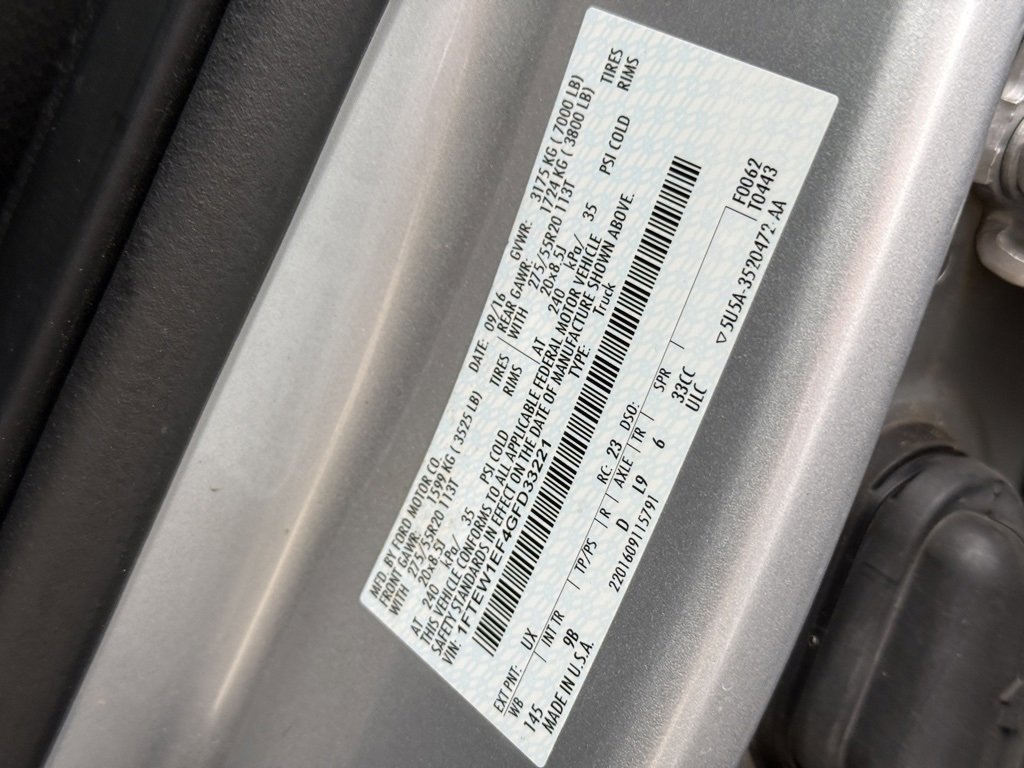 MFD. BY FORD MOTOR CO.
DATE: 09/16 GVWR: 3175 KG ( 7000 LB)
FRONT GAWR: 1599 KG ( 3525 LB) REAR GAWR: 1724 KG ( 3800 LB)
WITH 275/55R20 113T TIRES WITH 275/55R20 113T TIRES
20x8.5J RIMS 20x8.5J RIMS
AT 240 kPa/ 35 PSI COLD AT 240 kPa/ 35 PSI COLD
THIS VEHICLE CONFORMS TO ALL APPLICABLE FEDERAL MOTOR VEHICLE
SAFETY STANDARDS IN EFFECT ON THE DATE OF MANUFACTURE SHOWN ABOVE.
VIN: 1FTEW1EF4GFD33221 TYPE: Truck
EXT PNT: UX RC: 23 DSO: F0062
WB INT TR TP/PS R AXLE TR SPR T0443
145 9B D L9 6 33CC
MADE IN U.S.A. 220160911115791 ULC
▽5U5A-3520472-AA